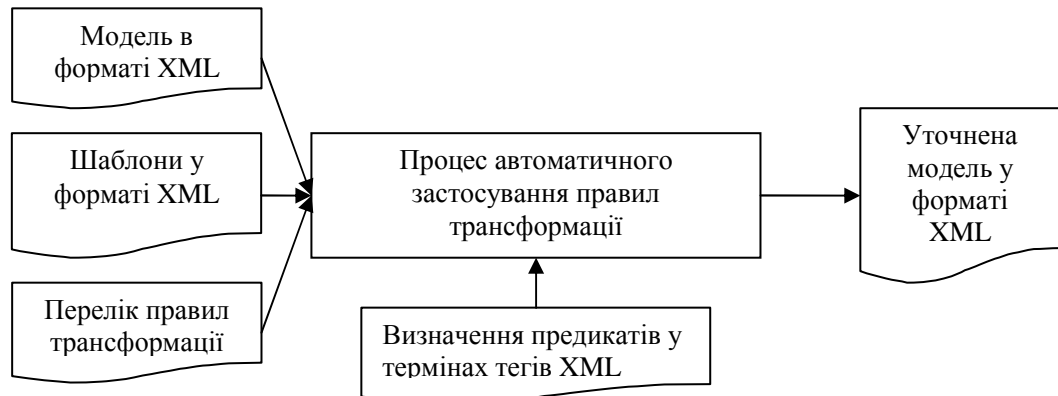 Модель в
форматі XML
Шаблони у
форматі XML
Перелік правил
трансформації
Процес автоматичного
застосування правил
трансформації
Визначення предикатів у
термінах тегів XML
Уточнена
модель у
форматі
XML